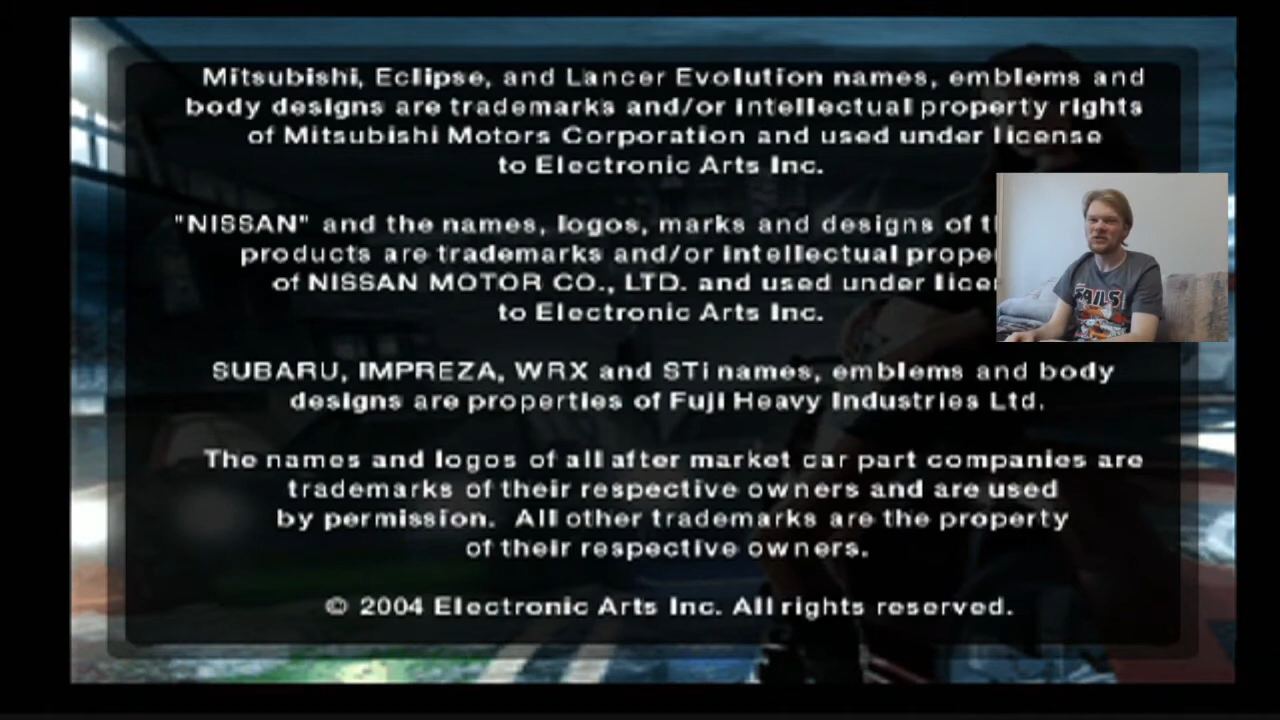 Mitsubishi, Eclipse, and Lancer Evolution names, emblems and
body designs are trademarks and/or intellectual property rights
of Mitsubishi Motors Corporation and used under license
to Electronic Arts Inc.
"NISSAN" and the names, logos, marks and designs of
products are trademarks and/or intellectual
of NISSAN MOTOR CO., LTD. and used under
to Electronic Arts Inc.
SUBARU, IMPREZA, WRX and STi names, emblems and body
designs are properties of Fuji Heavy Industries Ltd.
The names and logos of all after market car part companies are
trademarks of their respective owners and are used
by permission. All other trademarks are the property
of their respective owners.
© 2004 Electronic Arts Inc. All rights reserved.